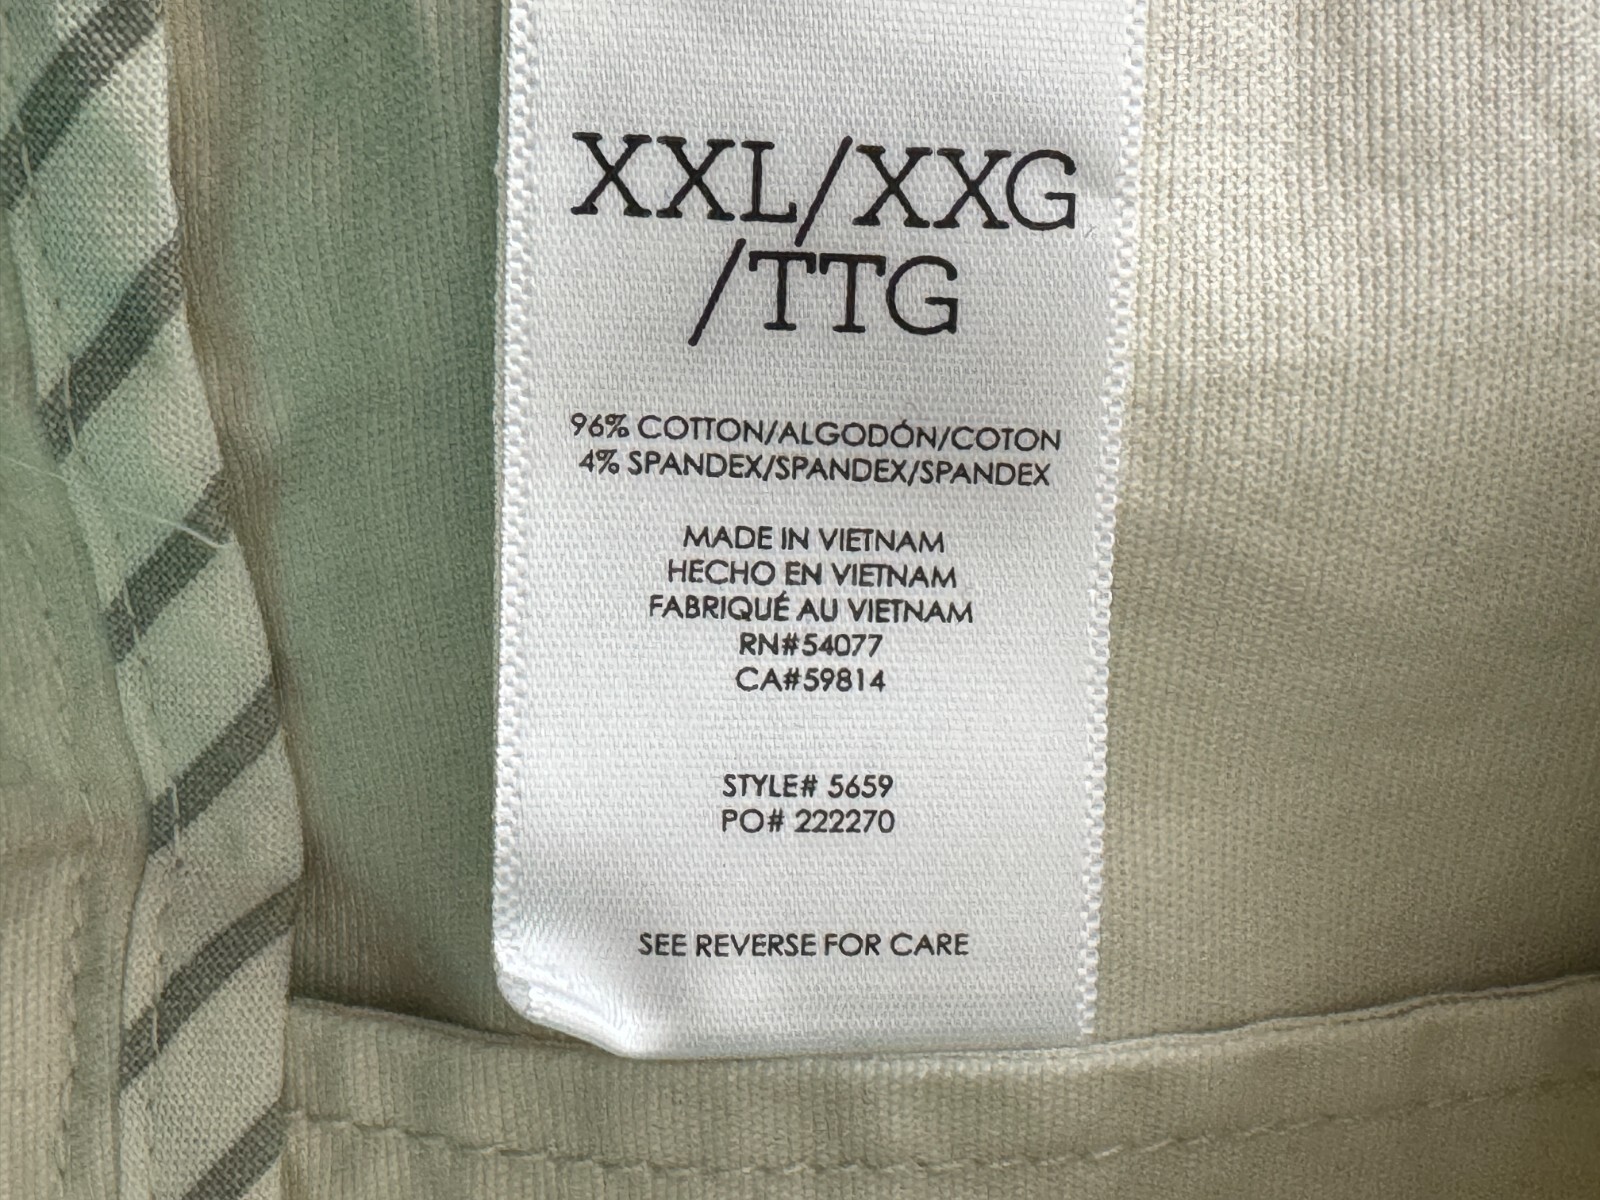 XXL/XXG
/TTG
96% COTTON/ALGODÓN/COTON
4% SPANDEX/SPANDEX/SPANDEX
MADE IN VIETNAM
HECHO EN VIETNAM
FABRIQUÉ AU VIETNAM
RN#54077
CA#59814
STYLE# 5659
PO# 222270
SEE REVERSE FOR CARE